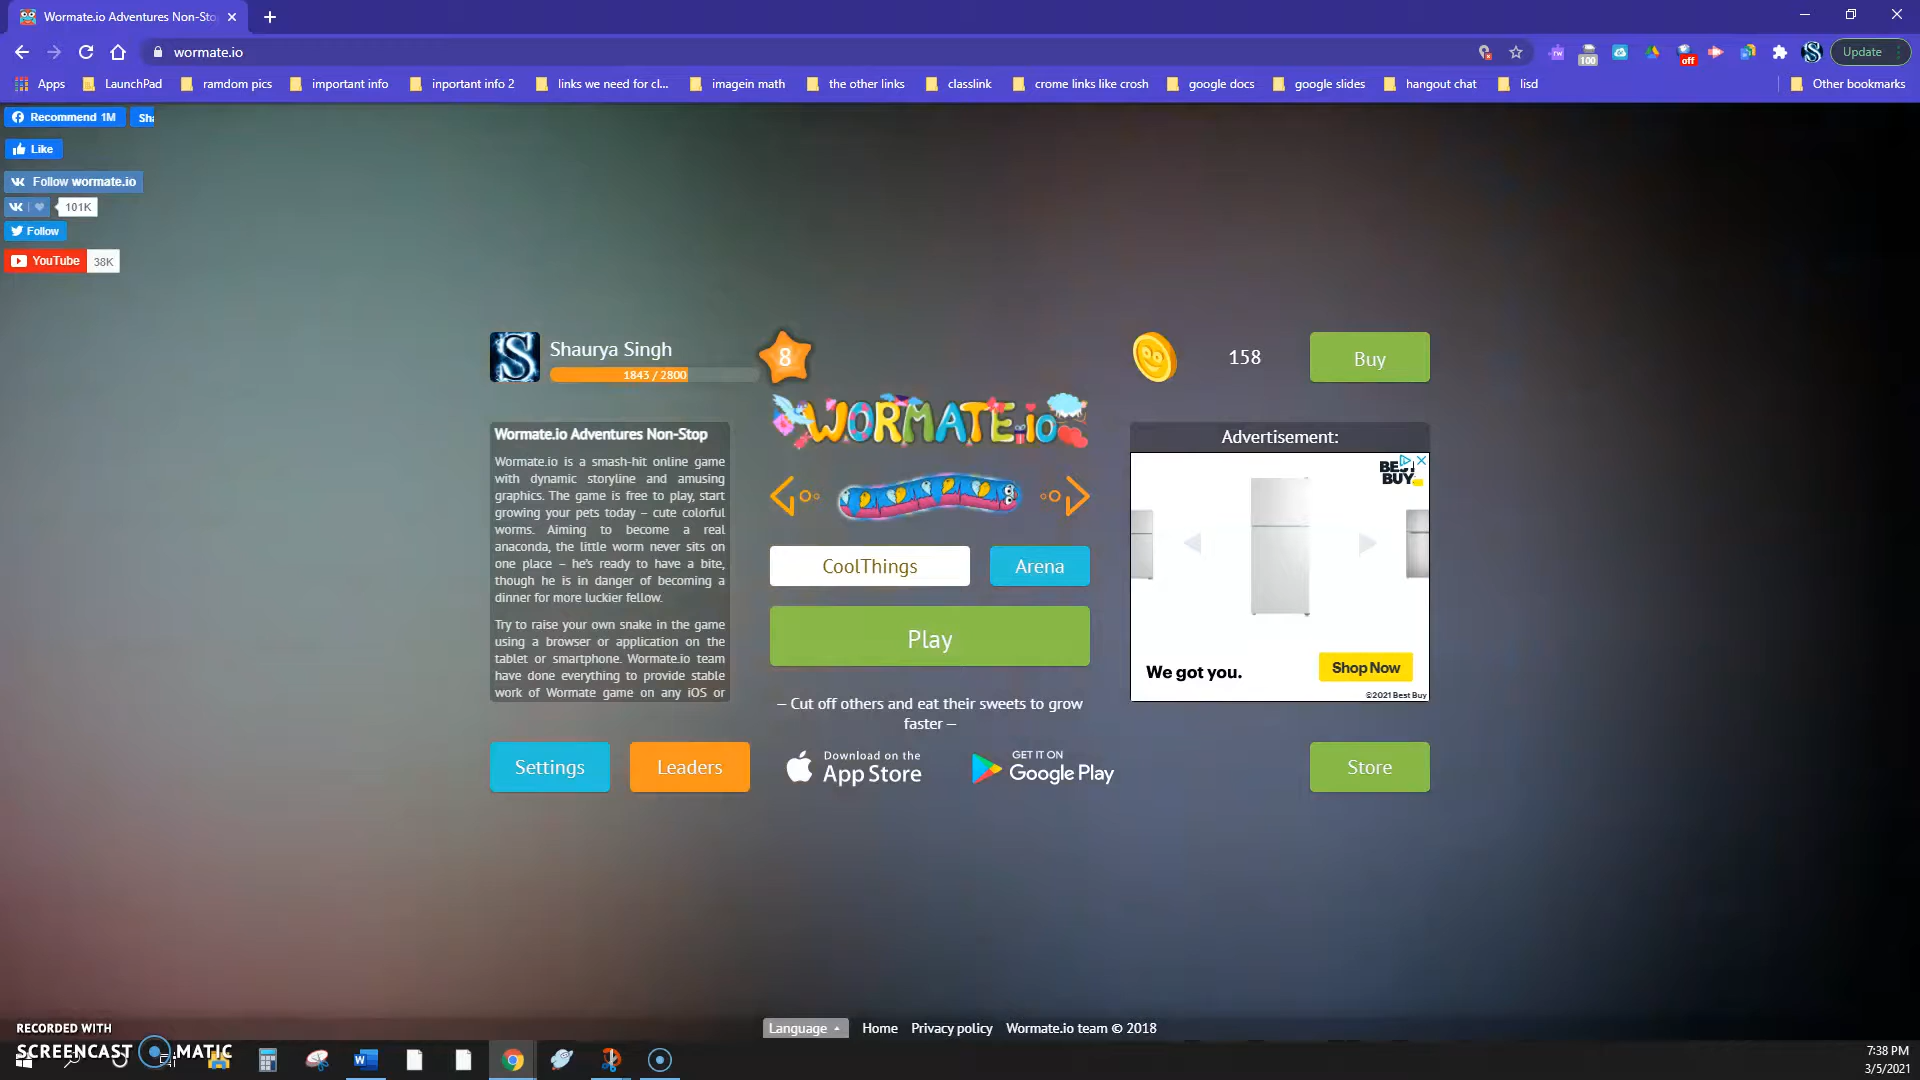 Wormate.io Adventures Non-Sto
wormate.io
Update
100
off
Apps
LaunchPad
ramdom pics
important info
inportant info 2
links we need for cl...
imagein math
the other links
classlink
crome links like crosh
google docs
google slides
hangout chat
lisd
Other bookmarks
Recommend 1M
Sha
Like
Follow wormate.io
101K
Follow
YouTube
38K
S
Shaurya Singh
1843 / 2800
8
158
Buy
WORMATE.io
Wormate.io Adventures Non-Stop
Wormate.io is a smash-hit online game
with dynamic storyline and amusing
graphics. The game is free to play, start
growing your pets today – cute colorful
worms. Aiming to become a real
anaconda, the little worm never sits on
one place – he's ready to have a bite,
though he is in danger of becoming a
dinner for more luckier fellow.
Try to raise your own snake in the game
using a browser or application on the
tablet or smartphone. Wormate.io team
have done everything to provide stable
work of Wormate game on any iOS or
CoolThings
Arena
Play
– Cut off others and eat their sweets to grow
faster –
Advertisement:
BEST
BUY
We got you.
Shop Now
©2021 Best Buy
Settings
Leaders
Download on the
App Store
GET IT ON
Google Play
Store
Language
Home
Privacy policy
Wormate.io team © 2018
RECORDED WITH
SCREENCAST MATIC
7:38 PM
3/5/2021